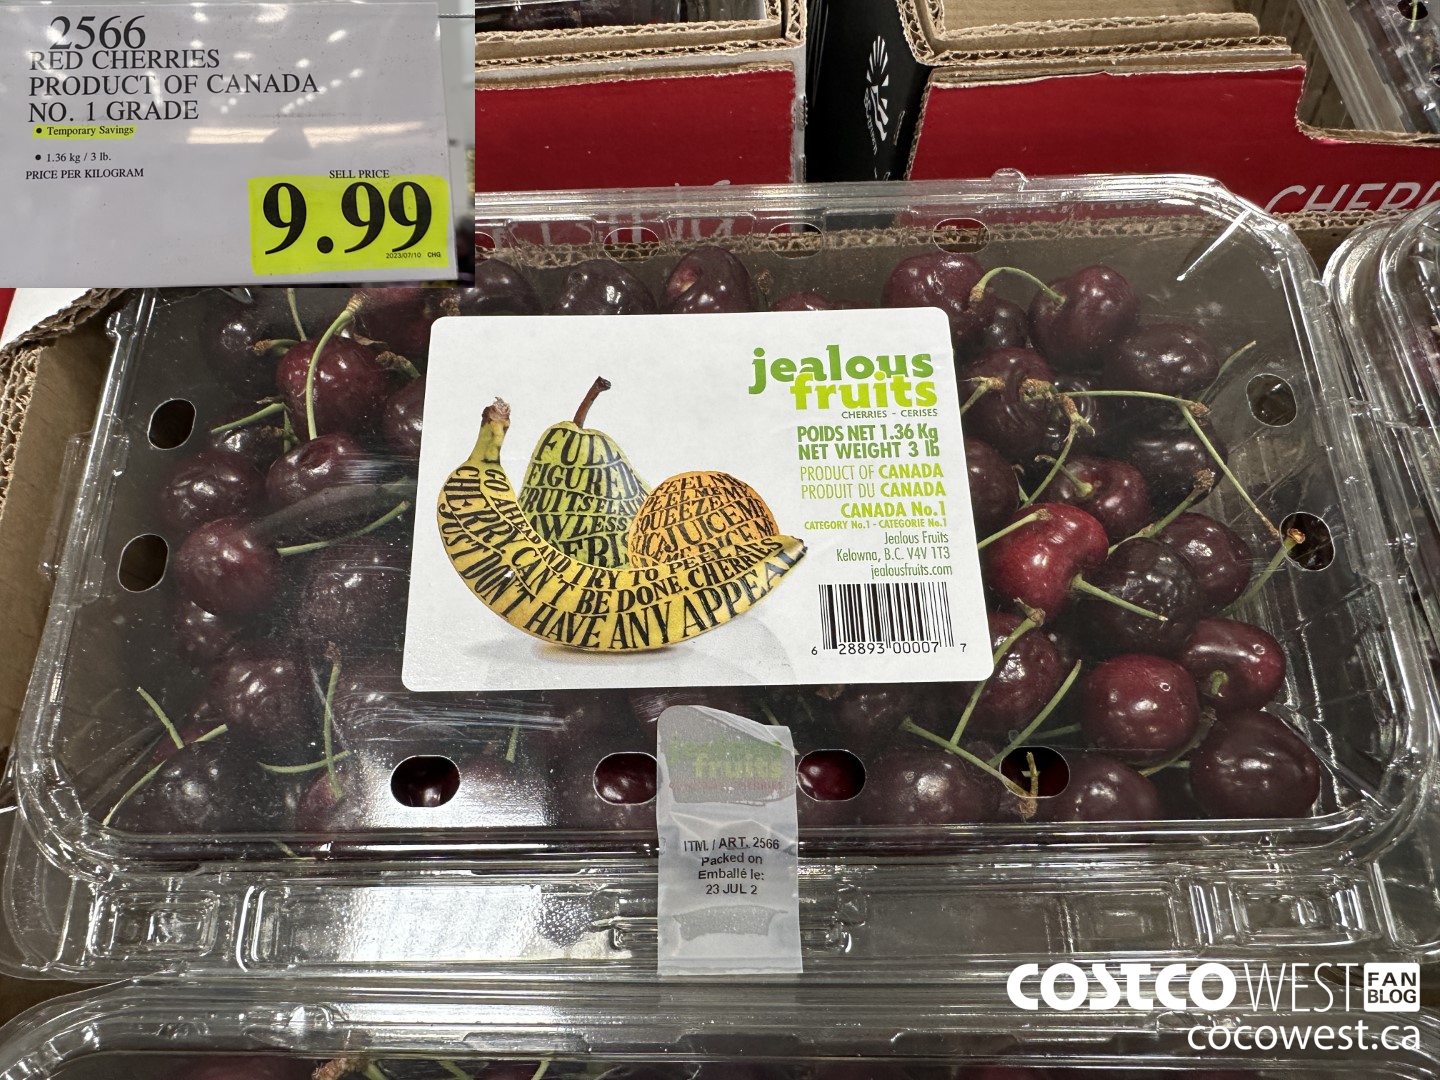 2566
RED CHERRIES
PRODUCT OF CANADA
NO. 1 GRADE
• Temporary Savings
• 1.36 kg / 3 lb.
PRICE PER KILOGRAM
SELL PRICE
9.99
2023/07/10 CHG
CHERR
jealous
fruits
CHERRIES - CERISES
POIDS NET 1.36 Kg
NET WEIGHT 3 lb
PRODUCT OF CANADA
PRODUIT DU CANADA
CANADA No.1
CATEGORY No.1 - CATEGORIE No.1
Jealous Fruits
Kelowna, B.C. V4V 1T3
jealousfruits.com
6 28893 00007 7
FULL
FIGURED
FRUITS
GO AHEAD AND TRY TO PEEL A
CHERRY CAN'T BE DONE. CHERRIES
JUST DON'T HAVE ANY APPEAL
jealous
fruits
ITM. / ART. 2566
Packed on
Emballé le:
23 JUL 2
COSTCO WEST FAN BLOG
cocowest.ca